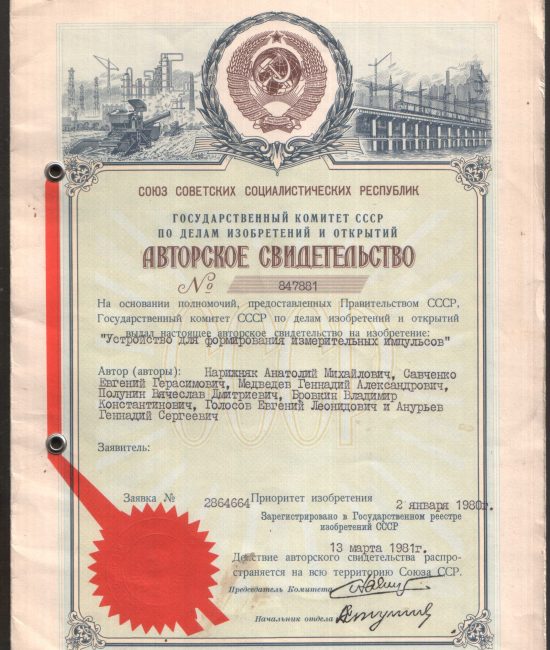 СОЮЗ СОВЕТСКИХ СОЦИАЛИСТИЧЕСКИХ РЕСПУБЛИК
ГОСУДАРСТВЕННЫЙ КОМИТЕТ СССР
ПО ДЕЛАМ ИЗОБРЕТЕНИЙ И ОТКРЫТИЙ
АВТОРСКОЕ СВИДЕТЕЛЬСТВО
№ 847881
На основании полномочий, предоставленных Правительством СССР,
Государственный комитет СССР по делам изобретений и открытий
выдал настоящее авторское свидетельство на изобретение:
"Устройство для формирования измерительных импульсов"
Автор (авторы): Нарижняк Анатолий Михайлович, Савченко
Евгений Герасимович, Медведев Геннадий Александрович,
Полунин Вячеслав Дмитриевич, Бровкин Владимир
Константинович, Голосов Евгений Леонидович и Ануրьев
Геннадий Сергеевич
СССР
Заявитель:
Заявка № 2864664 Приоритет изобретения 2 января 1980г.
Зарегистрировано в Государственном реестре
изобретений СССР
13 марта 1981г.
Действие авторского свидетельства распро-
страняется на всю территорию Союза ССР.
Председатель Комитета
Начальник отдела